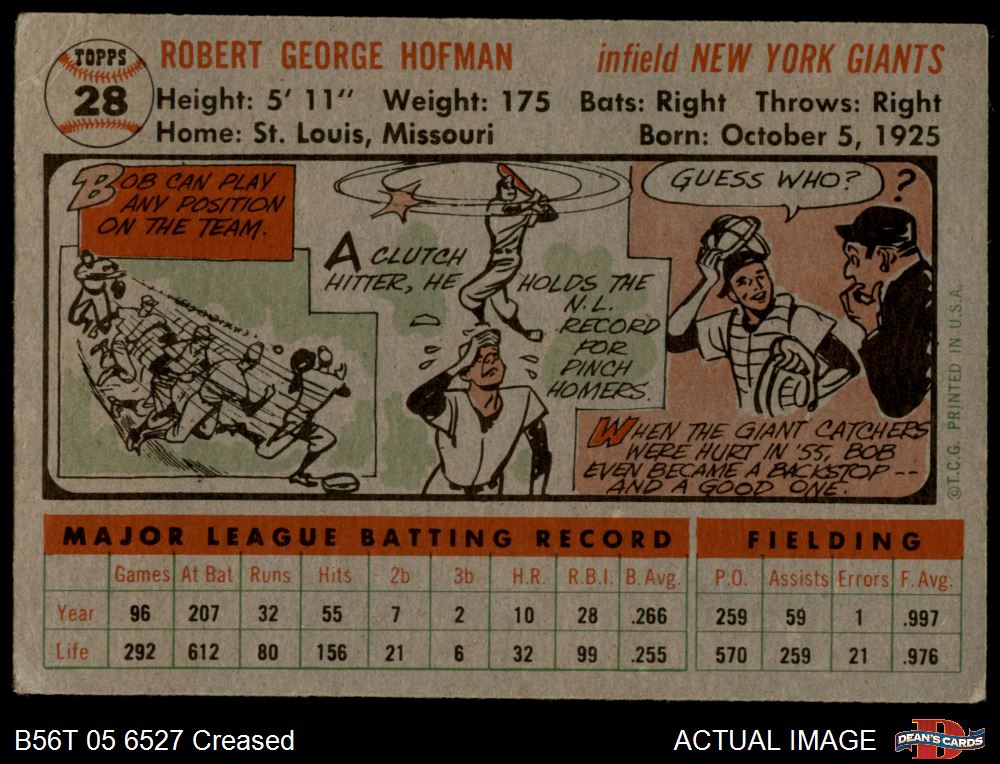 TOPPS
28
ROBERT GEORGE HOFMAN infield NEW YORK GIANTS
Height: 5' 11" Weight: 175 Bats: Right Throws: Right
Home: St. Louis, Missouri Born: October 5, 1925
BOB CAN PLAY
ANY POSITION
ON THE TEAM.
A CLUTCH
HITTER, HE HOLDS THE
N.L.
RECORD
FOR
PINCH
HOMERS.
GUESS WHO?
?
WHEN THE GIANT CATCHERS
WERE HURT IN '55, BOB
EVEN BECAME A BACKSTOP--
AND A GOOD ONE.
©T.C.G. PRINTED IN U.S.A.
MAJOR LEAGUE BATTING RECORD FIELDING
Games At Bat Runs Hits 2b 3b H.R. R.B.I. B. Avg. P.O. Assists Errors F. Avg.
Year 96 207 32 55 7 2 10 28 .266 259 59 1 .997
Life 292 612 80 156 21 6 32 99 .255 570 259 21 .976
B56T 05 6527 Creased ACTUAL IMAGE
DEAN'S CARDS